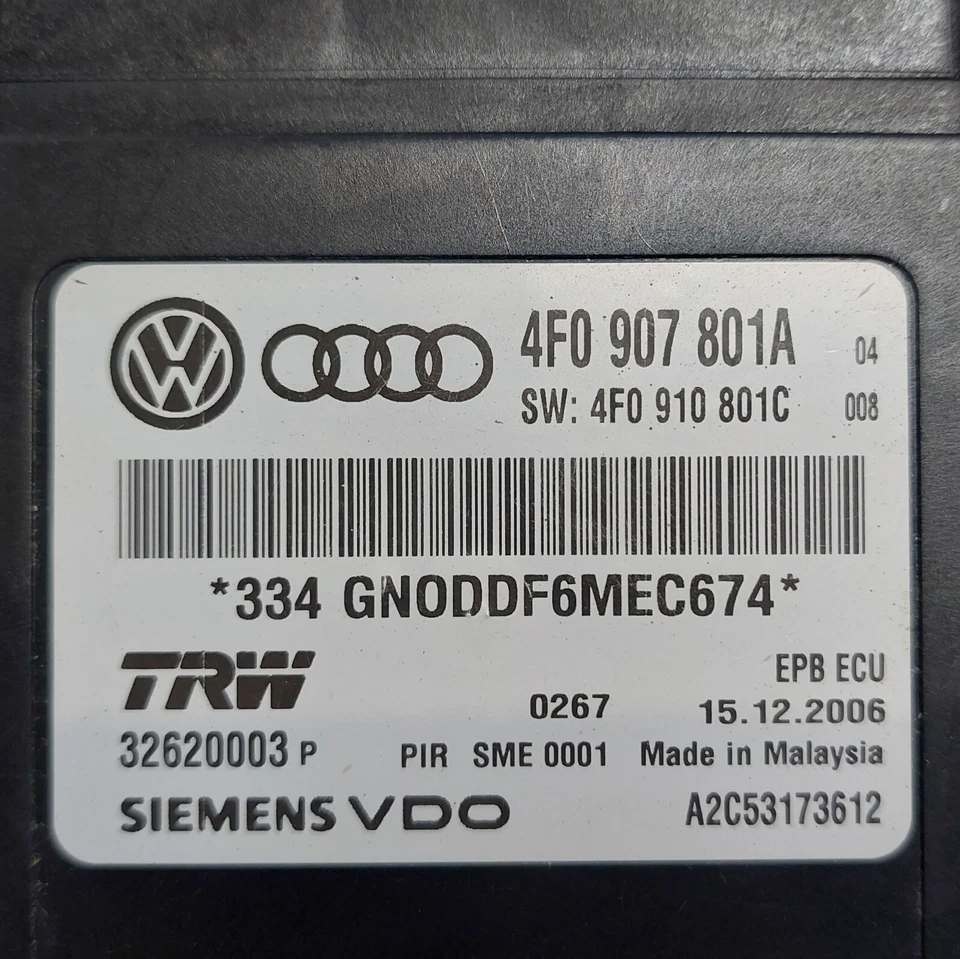 VW
4F0 907 801A 04
SW: 4F0 910 801C 008
*334 GNODDF6MEC674*
TRW
EPB ECU
0267 15.12.2006
32620003 P PIR SME 0001 Made in Malaysia
SIEMENS VDO A2C53173612